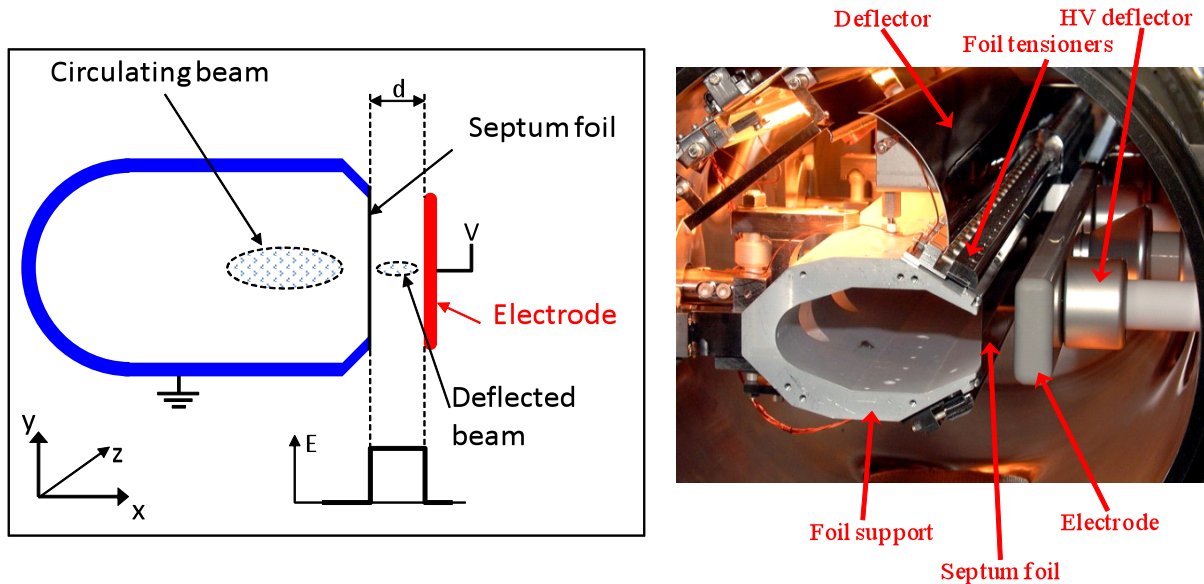 Circulating beam
d
Septum foil
V
Electrode
Deflected
beam
E
y
z
x
Deflector
HV deflector
Foil tensioners
Foil support
Electrode
Septum foil